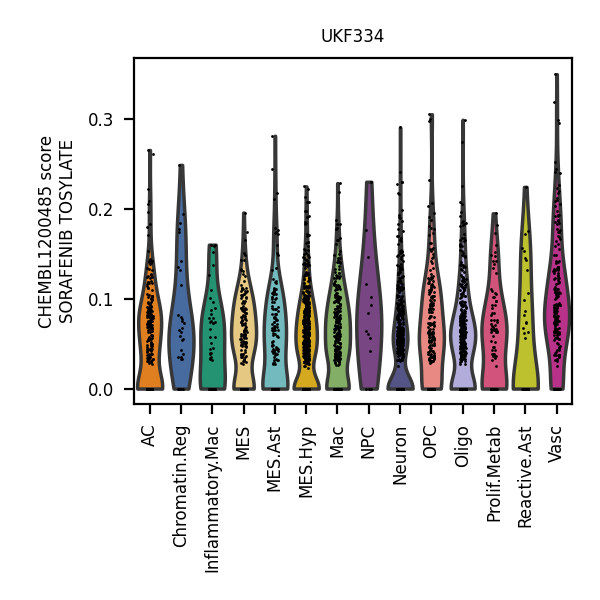 UKF334
CHEMBL1200485 score
SORAFENIB TOSYLATE
0.3
0.2
0.1
0.0
AC
Chromatin.Reg
Inflammatory.Mac
MES
MES.Ast
MES.Hyp
Mac
NPC
Neuron
OPC
Oligo
Prolif.Metab
Reactive.Ast
Vasc